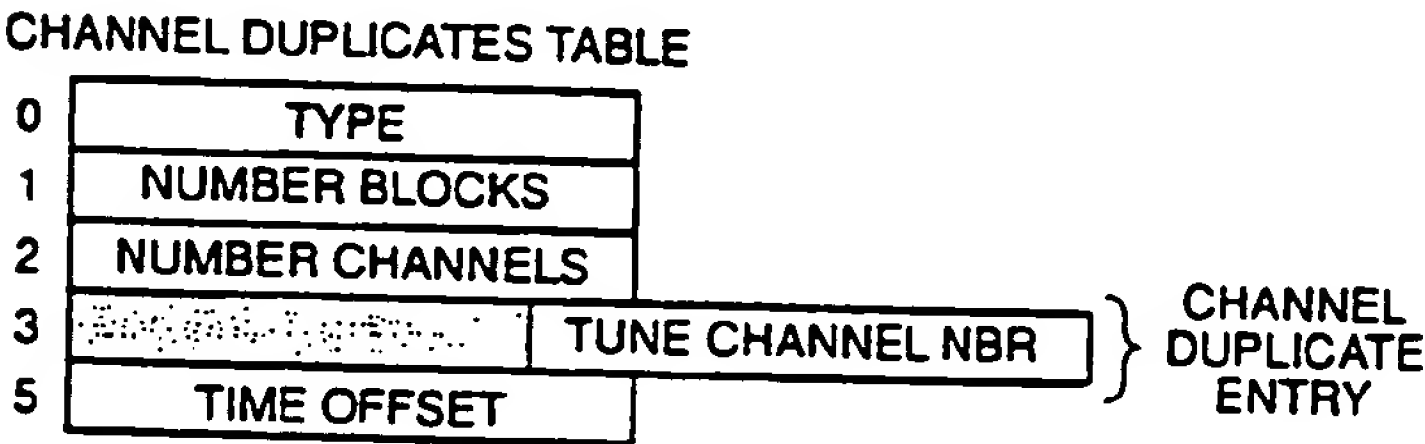 CHANNEL DUPLICATES TABLE
0 TYPE
1 NUMBER BLOCKS
2 NUMBER CHANNELS
3 TUNE CHANNEL NBR
5 TIME OFFSET
CHANNEL
DUPLICATE
ENTRY